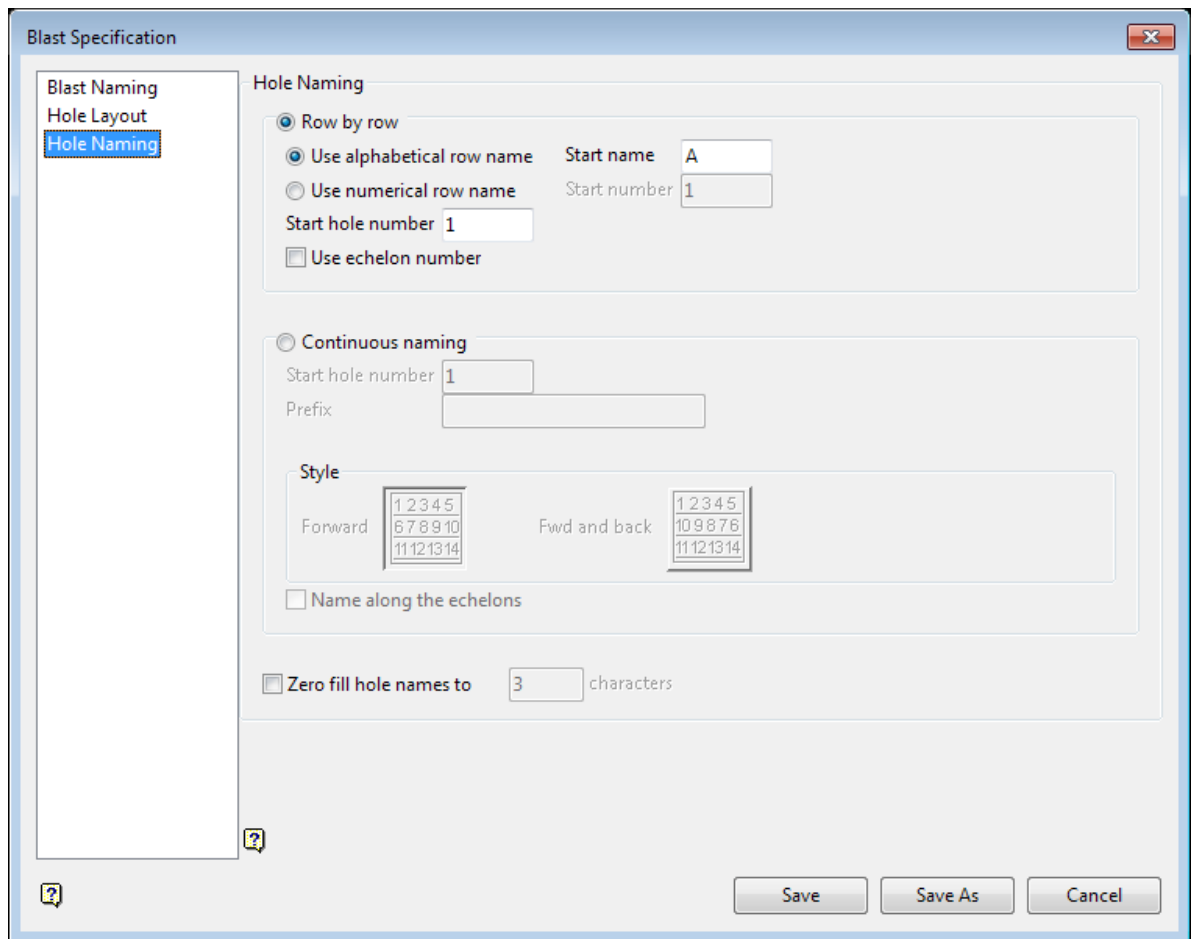 Blast Specification
Blast Naming
Hole Layout
Hole Naming
Hole Naming
Row by row
Use alphabetical row name Start name A
Use numerical row name Start number 1
Start hole number 1
Use echelon number
Continuous naming
Start hole number 1
Prefix
Style
Forward
1 2 3 4 5
6 7 8 9 10
11 12 13 14
Fwd and back
1 2 3 4 5
10 9 8 7 6
11 12 13 14
Name along the echelons
Zero fill hole names to 3 characters
?
?
Save Save As Cancel